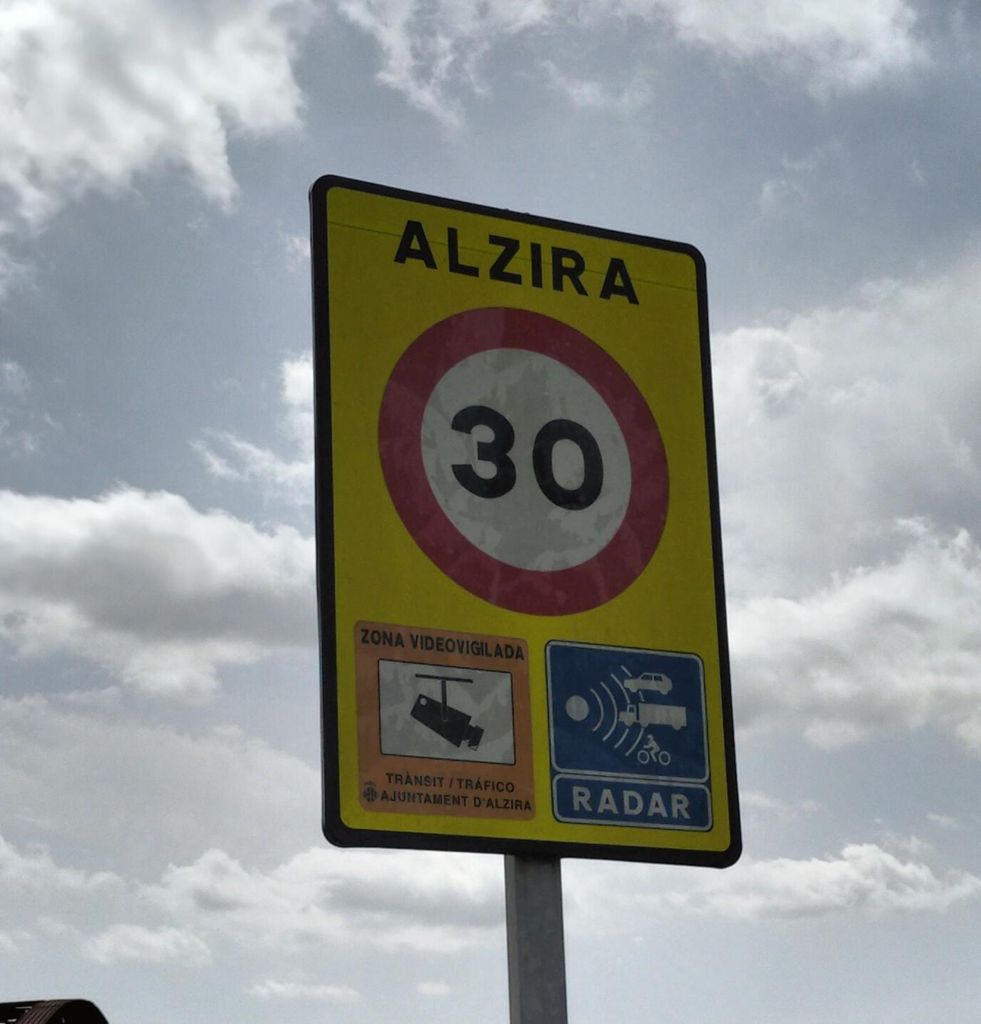 ALZIRA
30
ZONA VIDEOVIGILADA
TRÀNSIT / TRÁFICO
AJUNTAMENT D'ALZIRA
RADAR